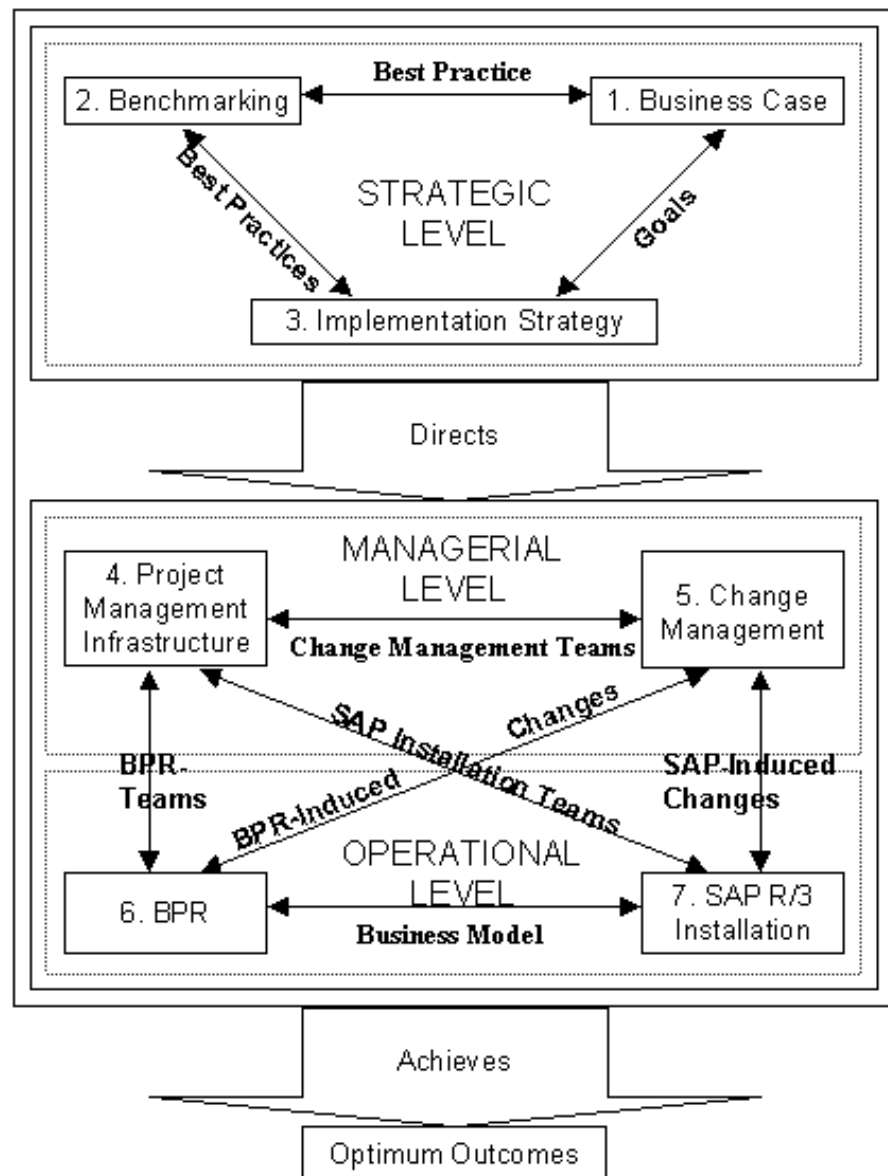 Best Practice
2. Benchmarking
1. Business Case
Best Practices
STRATEGIC
LEVEL
Goals
3. Implementation Strategy
Directs
MANAGERIAL
LEVEL
4. Project
Management
Infrastructure
5. Change
Management
Change Management Teams
SAP Installation Teams
BPR-Induced Changes
BPR-
Teams
SAP-Induced
Changes
OPERATIONAL
LEVEL
6. BPR
7. SAP R/3
Installation
Business Model
Achieves
Optimum Outcomes